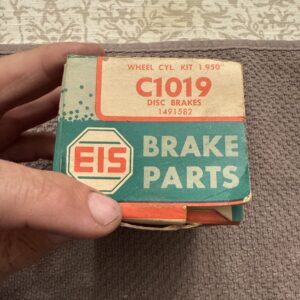 WHEEL CYL. KIT 1.950"
C1019
DISC BRAKES
1491582
EIS
BRAKE
PARTS